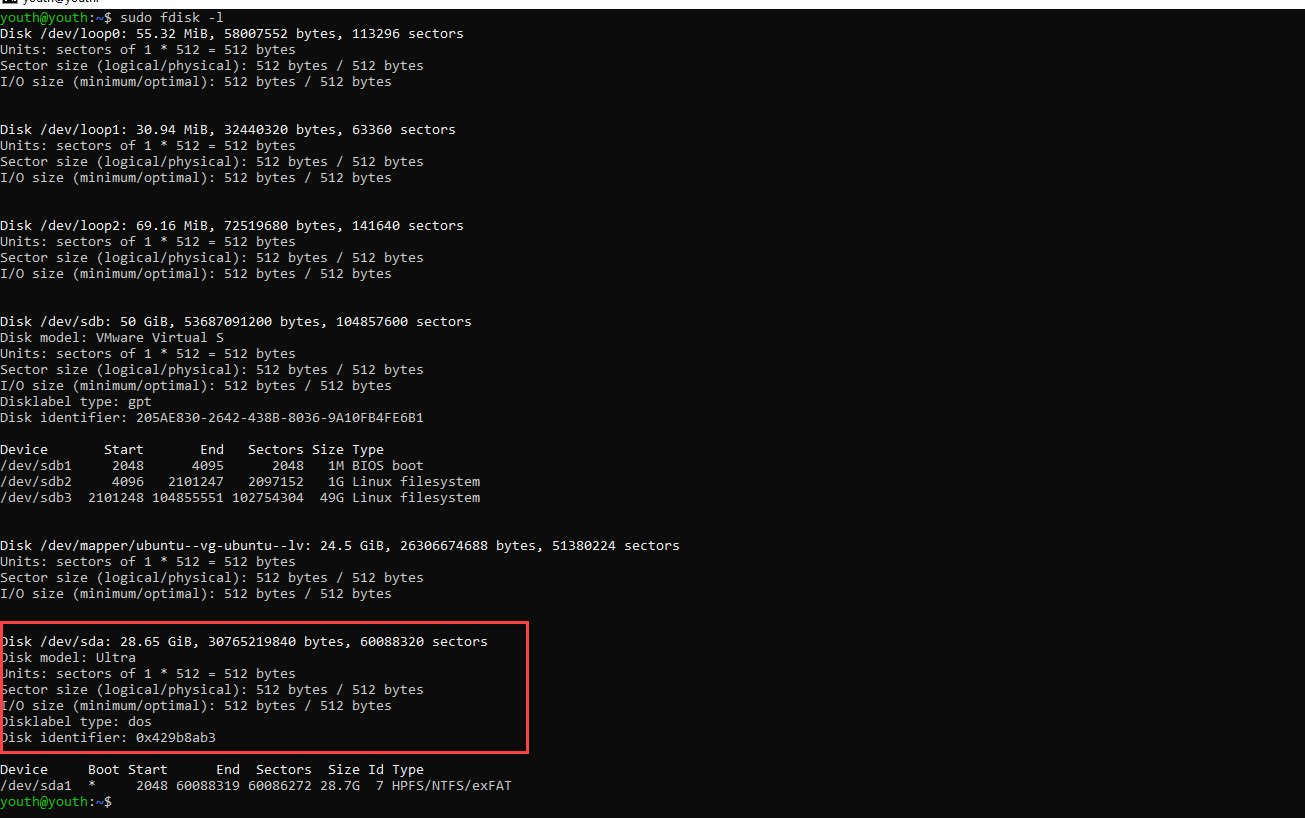 youth@youth:~$ sudo fdisk -l
Disk /dev/loop0: 55.32 MiB, 58007552 bytes, 113296 sectors
Units: sectors of 1 * 512 = 512 bytes
Sector size (logical/physical): 512 bytes / 512 bytes
I/O size (minimum/optimal): 512 bytes / 512 bytes
Disk /dev/loop1: 30.94 MiB, 32440320 bytes, 63360 sectors
Units: sectors of 1 * 512 = 512 bytes
Sector size (logical/physical): 512 bytes / 512 bytes
I/O size (minimum/optimal): 512 bytes / 512 bytes
Disk /dev/loop2: 69.16 MiB, 72519680 bytes, 141640 sectors
Units: sectors of 1 * 512 = 512 bytes
Sector size (logical/physical): 512 bytes / 512 bytes
I/O size (minimum/optimal): 512 bytes / 512 bytes
Disk /dev/sdb: 50 GiB, 53687091200 bytes, 104857600 sectors
Disk model: VMware Virtual S
Units: sectors of 1 * 512 = 512 bytes
Sector size (logical/physical): 512 bytes / 512 bytes
I/O size (minimum/optimal): 512 bytes / 512 bytes
Disklabel type: gpt
Disk identifier: 205AE830-2642-438B-8036-9A10FB4FE6B1
Device Start End Sectors Size Type
/dev/sdb1 2048 4095 2048 1M BIOS boot
/dev/sdb2 4096 2101247 2097152 1G Linux filesystem
/dev/sdb3 2101248 104855551 102754304 49G Linux filesystem
Disk /dev/mapper/ubuntu--vg-ubuntu--lv: 24.5 GiB, 26306674688 bytes, 51380224 sectors
Units: sectors of 1 * 512 = 512 bytes
Sector size (logical/physical): 512 bytes / 512 bytes
I/O size (minimum/optimal): 512 bytes / 512 bytes
Disk /dev/sda: 28.65 GiB, 30765219840 bytes, 60088320 sectors
Disk model: Ultra
Units: sectors of 1 * 512 = 512 bytes
Sector size (logical/physical): 512 bytes / 512 bytes
I/O size (minimum/optimal): 512 bytes / 512 bytes
Disklabel type: dos
Disk identifier: 0x429b8ab3
Device Boot Start End Sectors Size Id Type
/dev/sda1 * 2048 60088319 60086272 28.7G 7 HPFS/NTFS/exFAT
youth@youth:~$